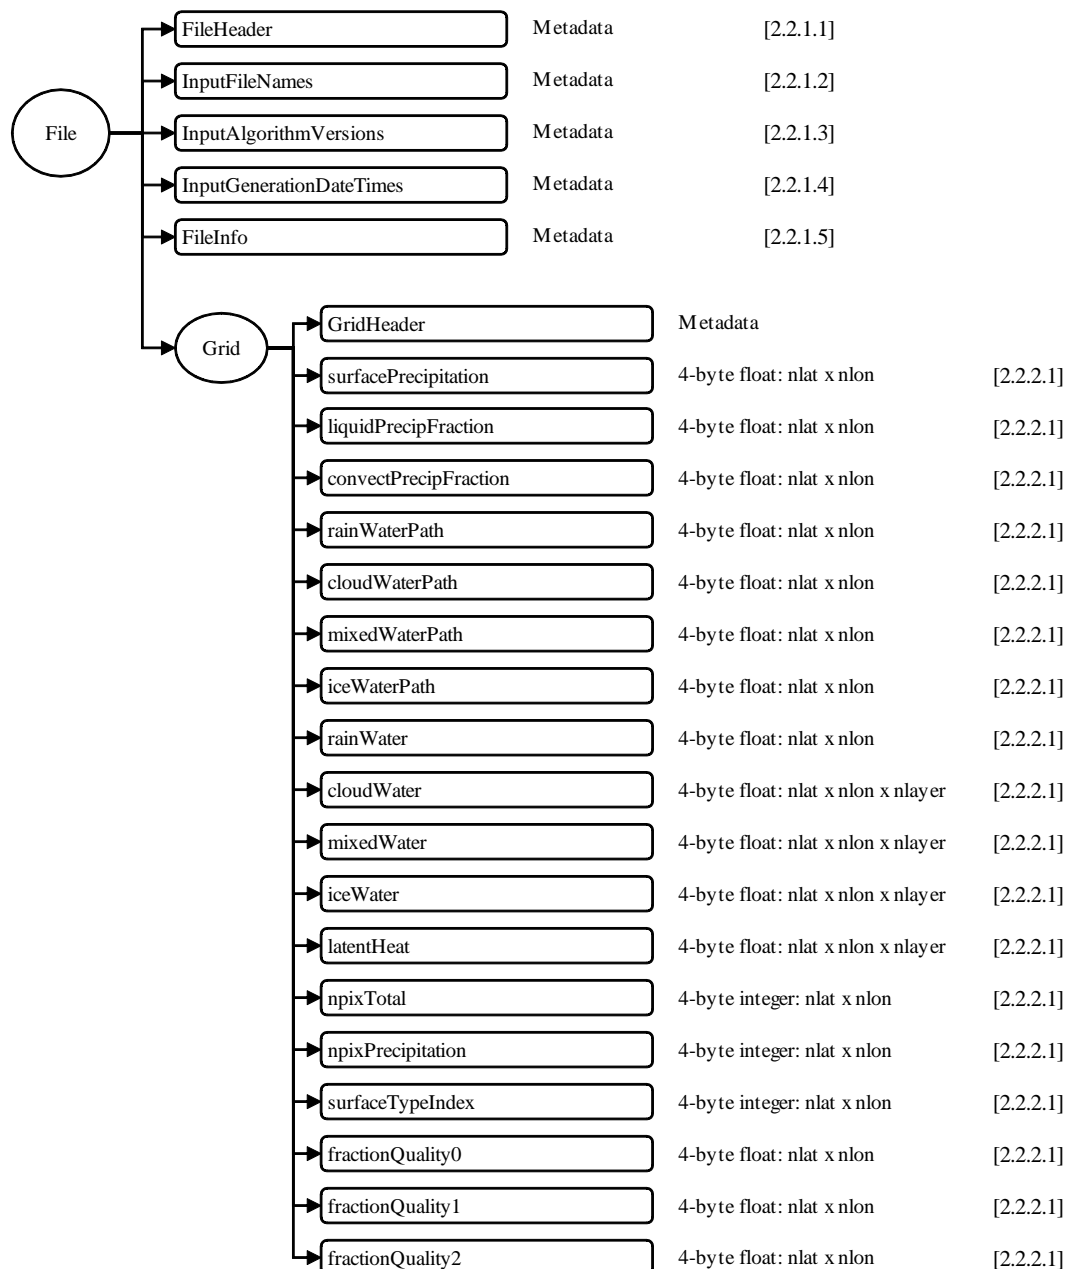 FileHeader Metadata [2.2.1.1]
InputFileNames Metadata [2.2.1.2]
File
InputAlgorithmVersions Metadata [2.2.1.3]
InputGenerationDateTimes Metadata [2.2.1.4]
FileInfo Metadata [2.2.1.5]
GridHeader Metadata
Grid
surfacePrecipitation 4-byte float: nlat x nlon [2.2.2.1]
liquidPrecipFraction 4-byte float: nlat x nlon [2.2.2.1]
convectPrecipFraction 4-byte float: nlat x nlon [2.2.2.1]
rainWaterPath 4-byte float: nlat x nlon [2.2.2.1]
cloudWaterPath 4-byte float: nlat x nlon [2.2.2.1]
mixedWaterPath 4-byte float: nlat x nlon [2.2.2.1]
iceWaterPath 4-byte float: nlat x nlon [2.2.2.1]
rainWater 4-byte float: nlat x nlon [2.2.2.1]
cloudWater 4-byte float: nlat x nlon x nlayer [2.2.2.1]
mixedWater 4-byte float: nlat x nlon x nlayer [2.2.2.1]
iceWater 4-byte float: nlat x nlon x nlayer [2.2.2.1]
latentHeat 4-byte float: nlat x nlon x nlayer [2.2.2.1]
npixTotal 4-byte integer: nlat x nlon [2.2.2.1]
npixPrecipitation 4-byte integer: nlat x nlon [2.2.2.1]
surfaceTypeIndex 4-byte integer: nlat x nlon [2.2.2.1]
fractionQuality0 4-byte float: nlat x nlon [2.2.2.1]
fractionQuality1 4-byte float: nlat x nlon [2.2.2.1]
fractionQuality2 4-byte float: nlat x nlon [2.2.2.1]